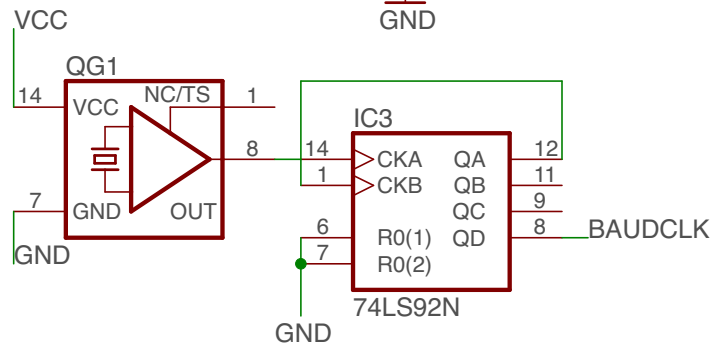 VCC
GND
QG1
14
VCC
NC/TS
1
8
7
GND
OUT
GND
IC3
14
CKA
QA
12
1
CKB
QB
11
QC
9
6
R0(1)
QD
8
BAUDCLK
7
R0(2)
74LS92N
GND